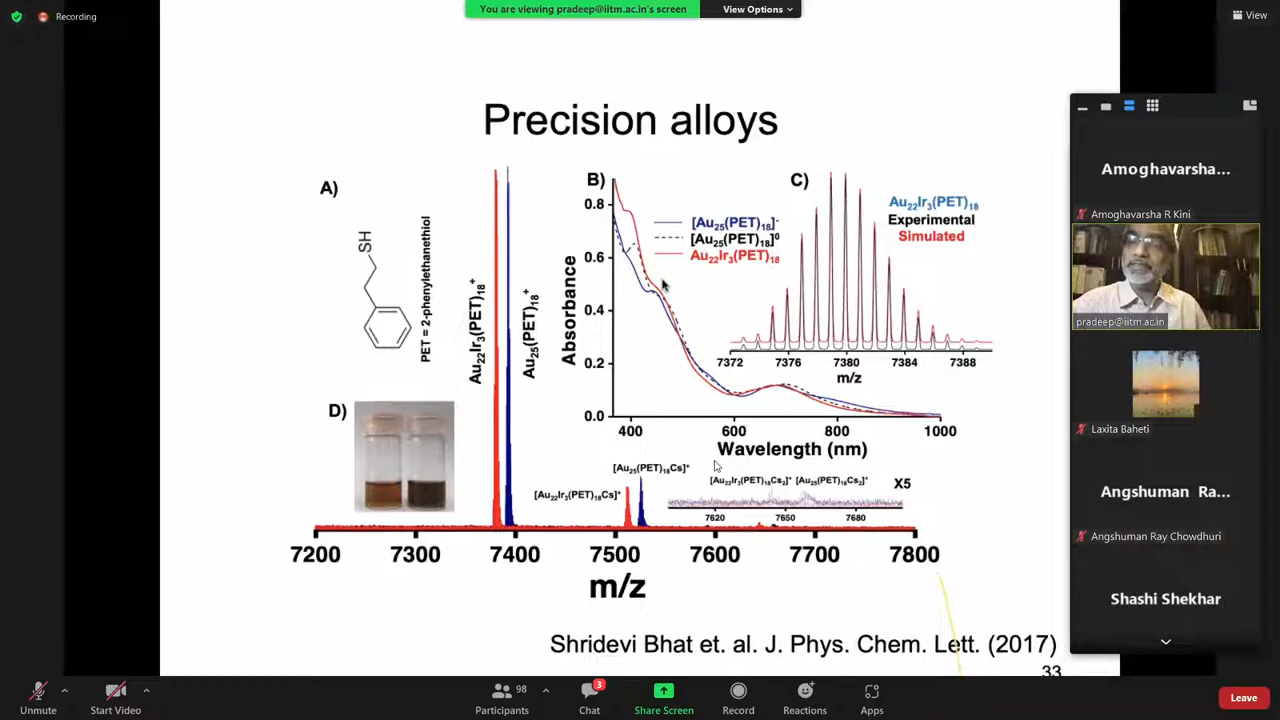 Recording
You are viewing pradeep@iitm.ac.in's screen
View Options
View
Precision alloys
A)
SH
PET = 2-phenylethanethiol
Au22Ir3(PET)18+
Au25(PET)18+
B)
0.8
0.6
0.4
0.2
0.0
Absorbance
[Au25(PET)18]-
[Au25(PET)18]0
Au22Ir3(PET)18
400 600 800 1000
Wavelength (nm)
C)
Au22Ir3(PET)18
Experimental
Simulated
7372 7376 7380 7384 7388
m/z
D)
[Au25(PET)18Cs]+
[Au22Ir3(PET)18Cs]+
[Au22Ir3(PET)18Cs2]+ [Au25(PET)18Cs2]+
X5
7620 7650 7680
7200 7300 7400 7500 7600 7700 7800
m/z
Shridevi Bhat et. al. J. Phys. Chem. Lett. (2017)
33
Amoghavarsha...
Amoghavarsha R Kini
pradeep@iitm.ac.in
Laxita Baheti
Angshuman Ra...
Angshuman Ray Chowdhuri
Shashi Shekhar
Unmute
Start Video
98
Participants
3
Chat
Share Screen
Record
Reactions
Apps
Leave